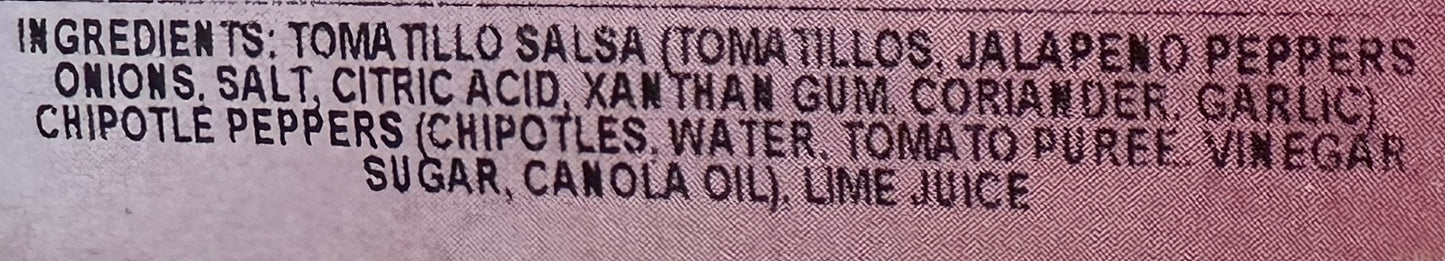 INGREDIENTS: TOMATILLO SALSA (TOMATILLOS, JALAPENO PEPPERS
ONIONS, SALT, CITRIC ACID, XANTHAN GUM, CORIANDER, GARLIC),
CHIPOTLE PEPPERS (CHIPOTLES, WATER, TOMATO PUREE, VINEGAR
SUGAR, CANOLA OIL), LIME JUICE